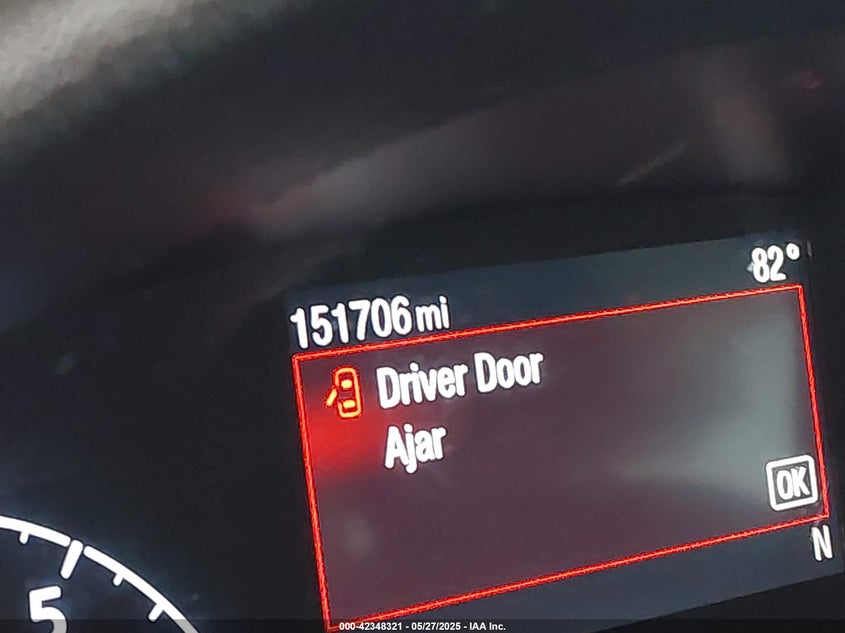 82°
151706 mi
Driver Door
Ajar
OK
N
5
000-42348321 - 05/27/2025 - IAA Inc.